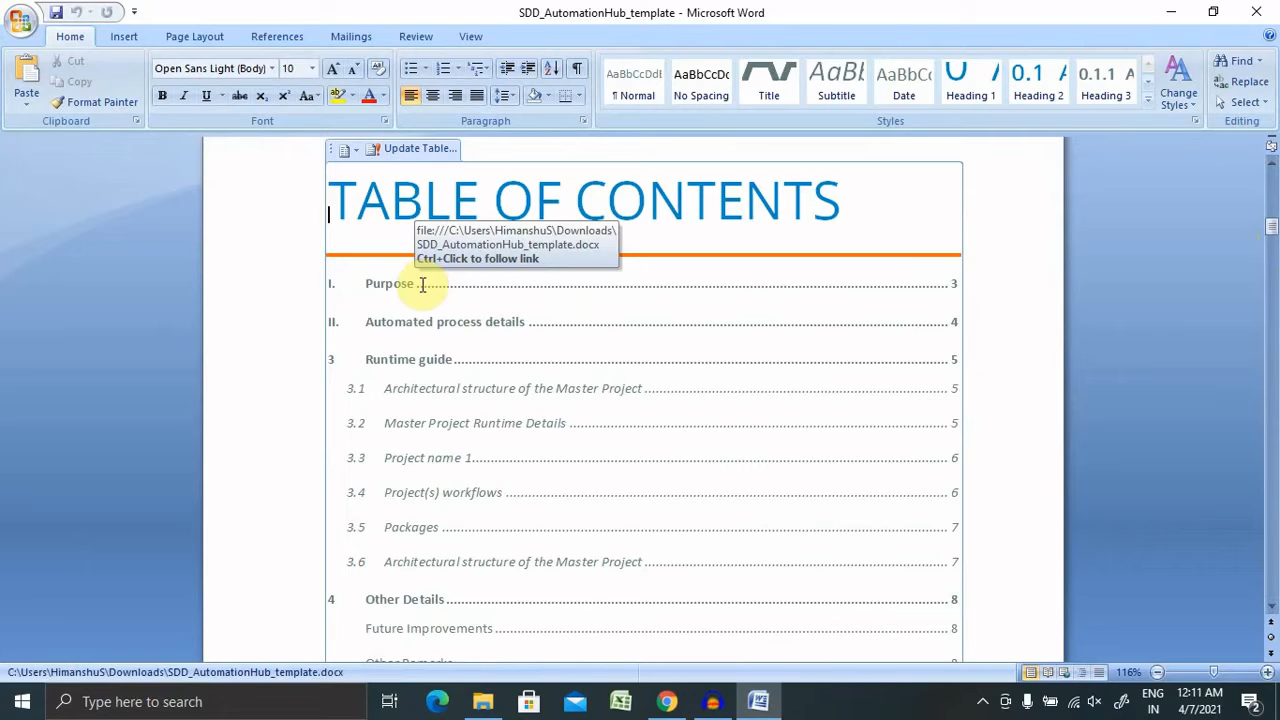 SDD_AutomationHub_template - Microsoft Word
Home Insert Page Layout References Mailings Review View
Paste
Cut
Copy
Format Painter
Clipboard
Open Sans Light (Body) 10
Font
Paragraph
AaBbCcDdE AaBbCcDc AaBb AaBbCcDc 0.1 A 0.1.1 A
¶ Normal No Spacing Title Subtitle Date Heading 1 Heading 2 Heading 3
Change
Styles
Styles
Find
Replace
Select
Editing
Update Table...
TABLE OF CONTENTS
file:///C:\Users\HimanshuS\Downloads\
SDD_AutomationHub_template.docx
Ctrl+Click to follow link
I. Purpose 3
II. Automated process details 4
3 Runtime guide 5
3.1 Architectural structure of the Master Project 5
3.2 Master Project Runtime Details 5
3.3 Project name 1 6
3.4 Project(s) workflows 6
3.5 Packages 7
3.6 Architectural structure of the Master Project 7
4 Other Details 8
Future Improvements 8
Other Remarks
C:\Users\HimanshuS\Downloads\SDD_AutomationHub_template.docx 116%
Type here to search
ENG
IN
12:11 AM
4/7/2021
2